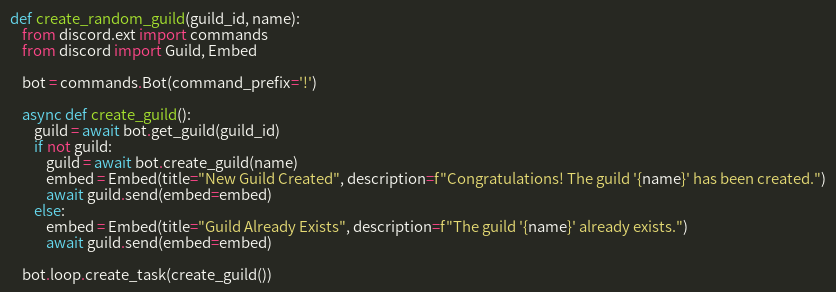 def create_random_guild(guild_id, name):
    from discord.ext import commands
    from discord import Guild, Embed

    bot = commands.Bot(command_prefix='!')

    async def create_guild():
        guild = await bot.get_guild(guild_id)
        if not guild:
            guild = await bot.create_guild(name)
            embed = Embed(title="New Guild Created", description=f"Congratulations! The guild '{name}' has been created.")
            await guild.send(embed=embed)
        else:
            embed = Embed(title="Guild Already Exists", description=f"The guild '{name}' already exists.")
            await guild.send(embed=embed)

    bot.loop.create_task(create_guild())